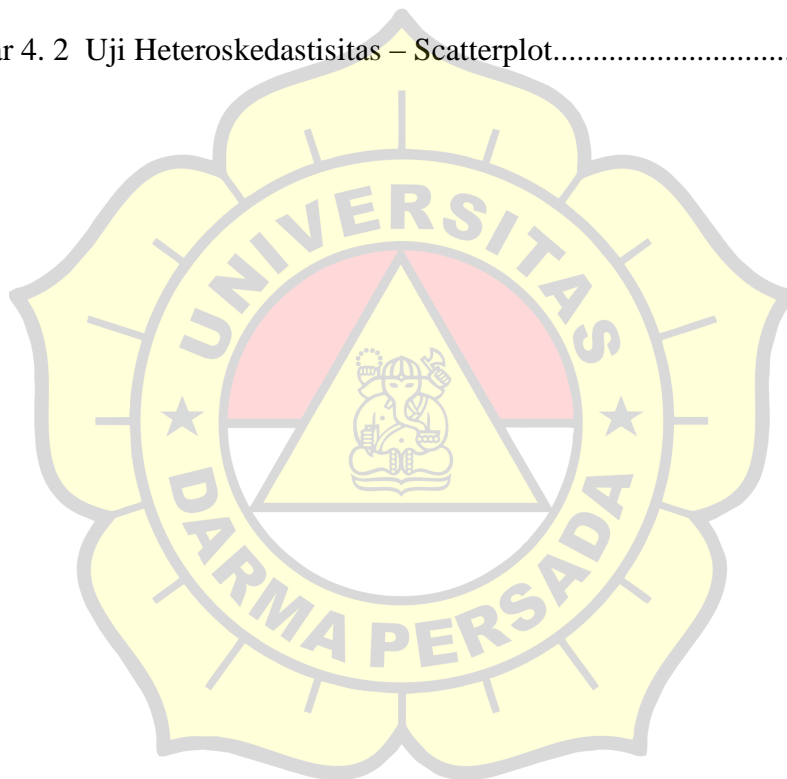 ar 4. 2 Uji Heteroskedastisitas – Scatterplot..............................
UNIVERSITAS
DARMA PERSADA